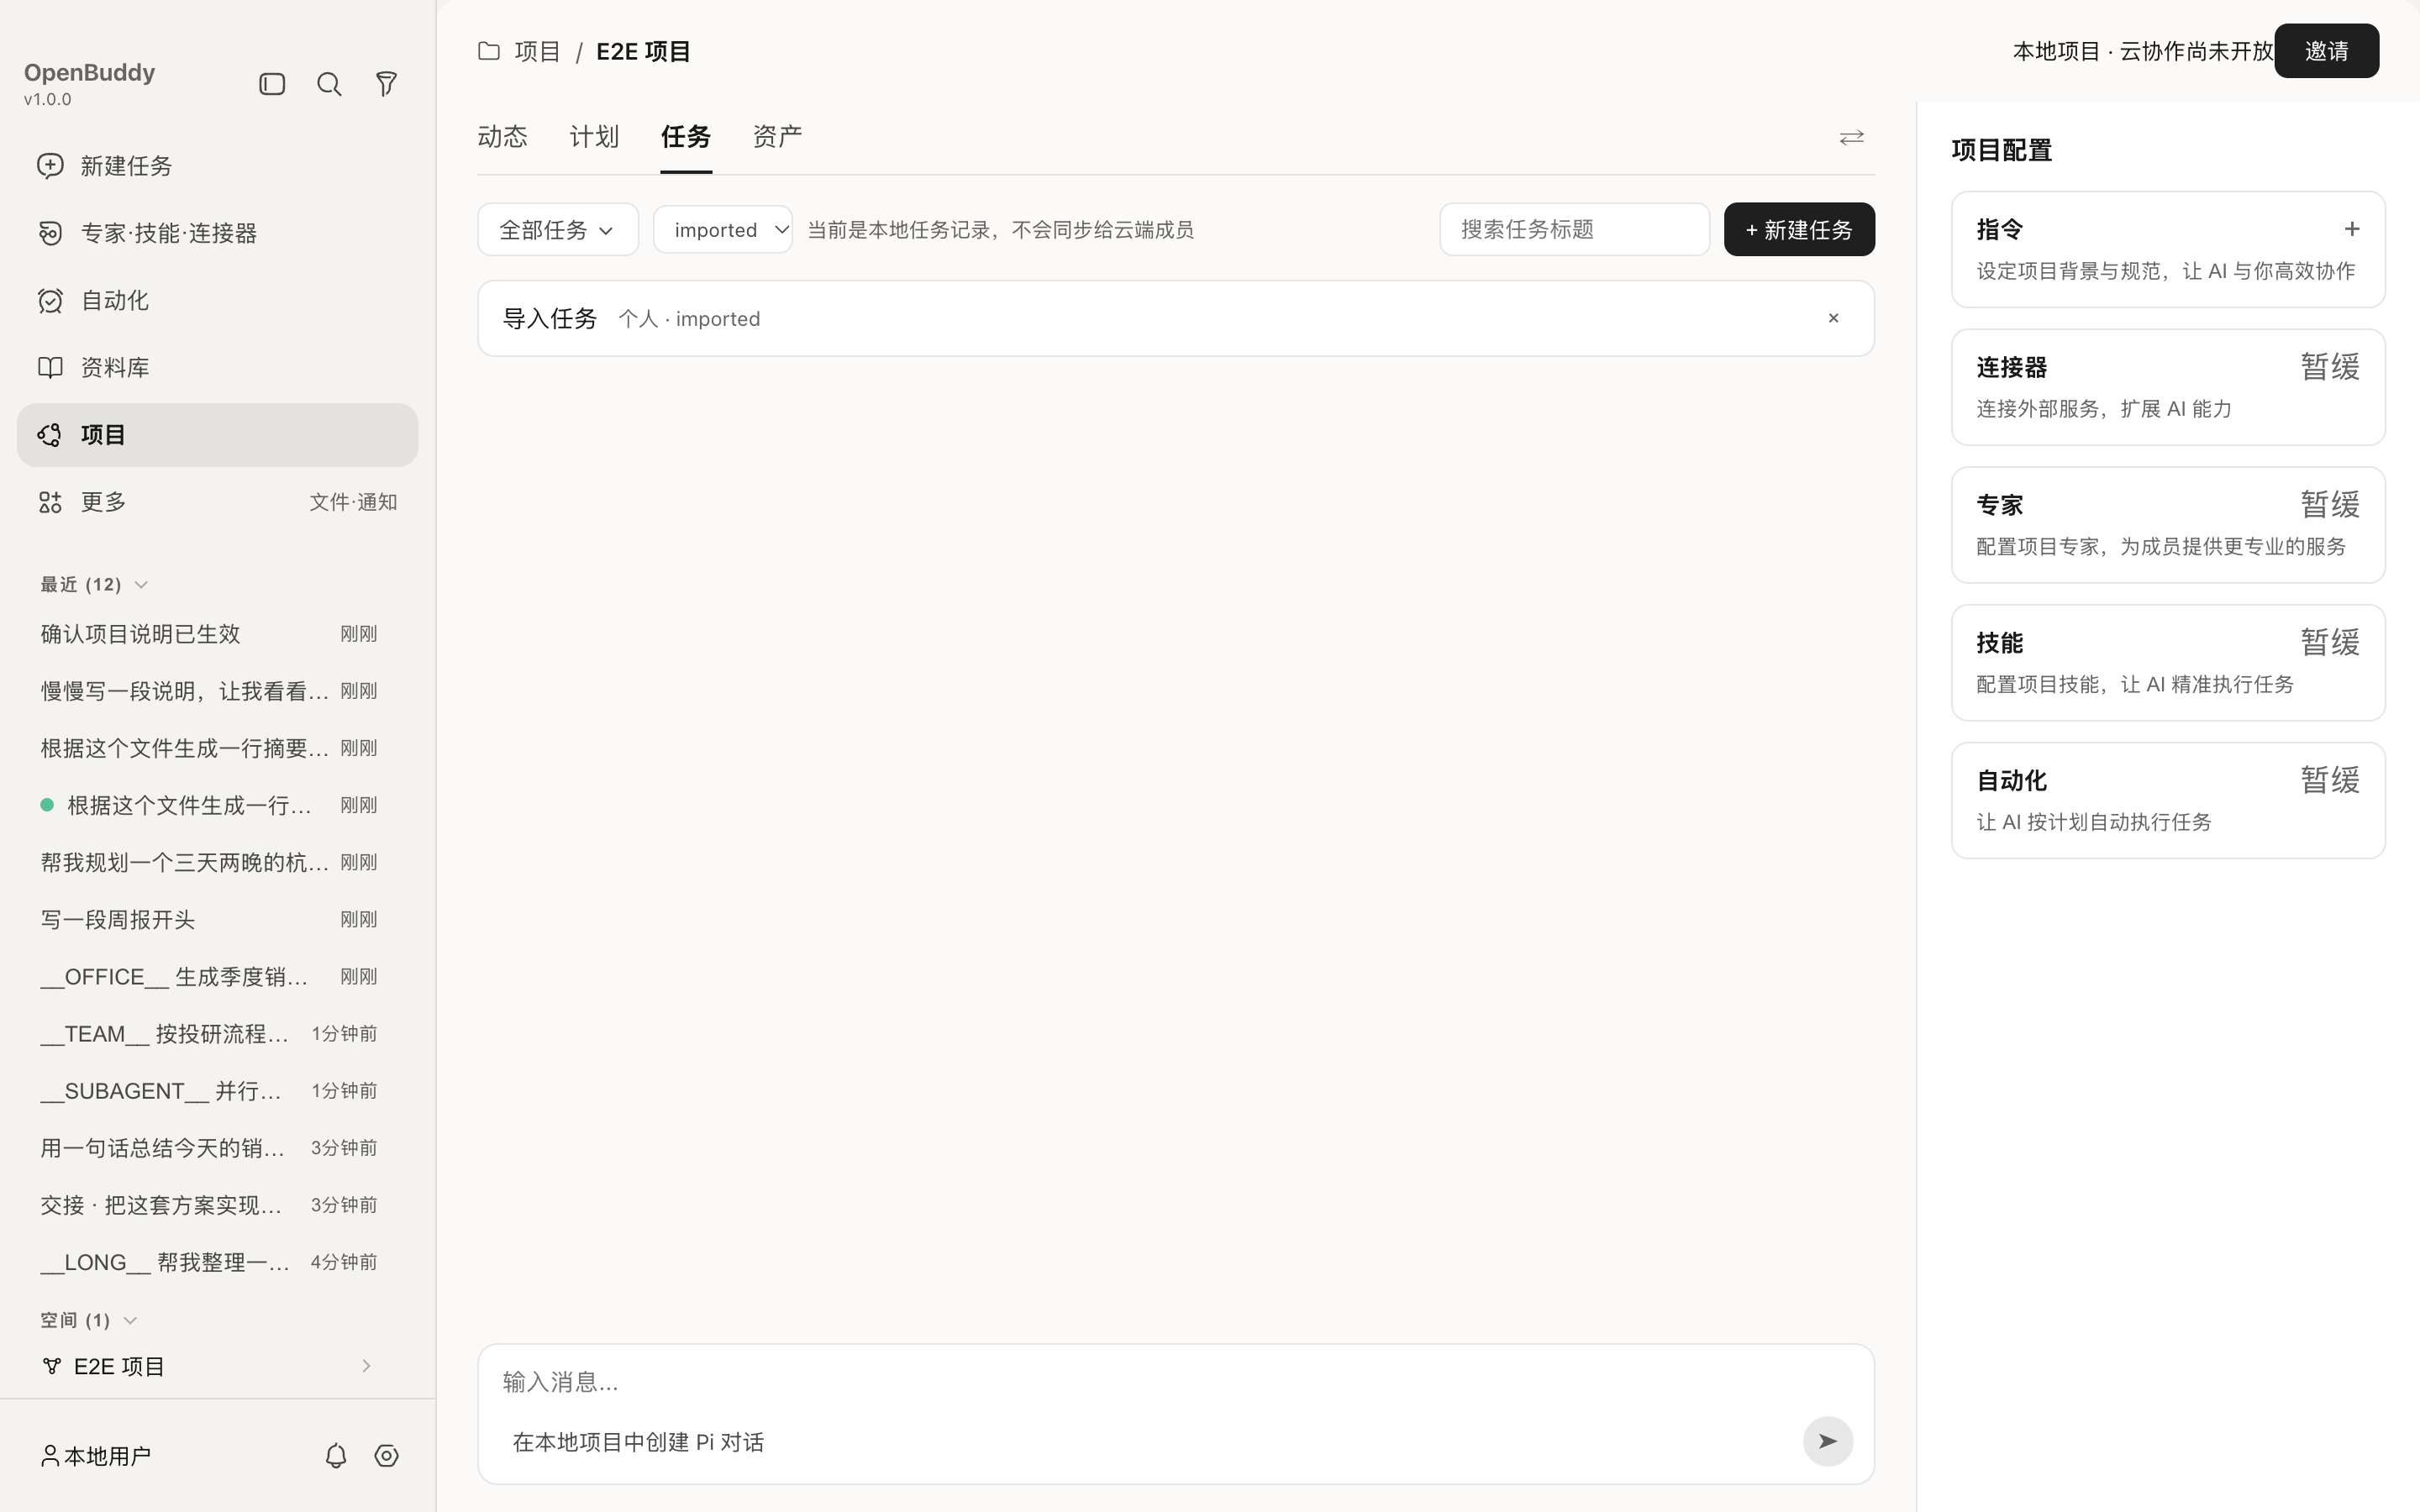 OpenBuddy
v1.0.0
新建任务
专家·技能·连接器
自动化
资料库
项目
更多 文件·通知
最近 (12)
确认项目说明已生效 刚刚
慢慢写一段说明，让我看看… 刚刚
根据这个文件生成一行摘要… 刚刚
根据这个文件生成一行… 刚刚
帮我规划一个三天两晚的杭… 刚刚
写一段周报开头 刚刚
__OFFICE__ 生成季度销… 刚刚
__TEAM__ 按投研流程… 1分钟前
__SUBAGENT__ 并行… 1分钟前
用一句话总结今天的销… 3分钟前
交接 · 把这套方案实现… 3分钟前
__LONG__ 帮我整理一… 4分钟前
空间 (1)
E2E 项目
本地用户
项目 / E2E 项目
本地项目 · 云协作尚未开放 邀请
动态 计划 任务 资产
全部任务 imported 当前是本地任务记录，不会同步给云端成员 搜索任务标题 + 新建任务
导入任务 个人 · imported ×
输入消息...
在本地项目中创建 Pi 对话
项目配置
指令 +
设定项目背景与规范，让 AI 与你高效协作
连接器 暂缓
连接外部服务，扩展 AI 能力
专家 暂缓
配置项目专家，为成员提供更专业的服务
技能 暂缓
配置项目技能，让 AI 精准执行任务
自动化 暂缓
让 AI 按计划自动执行任务